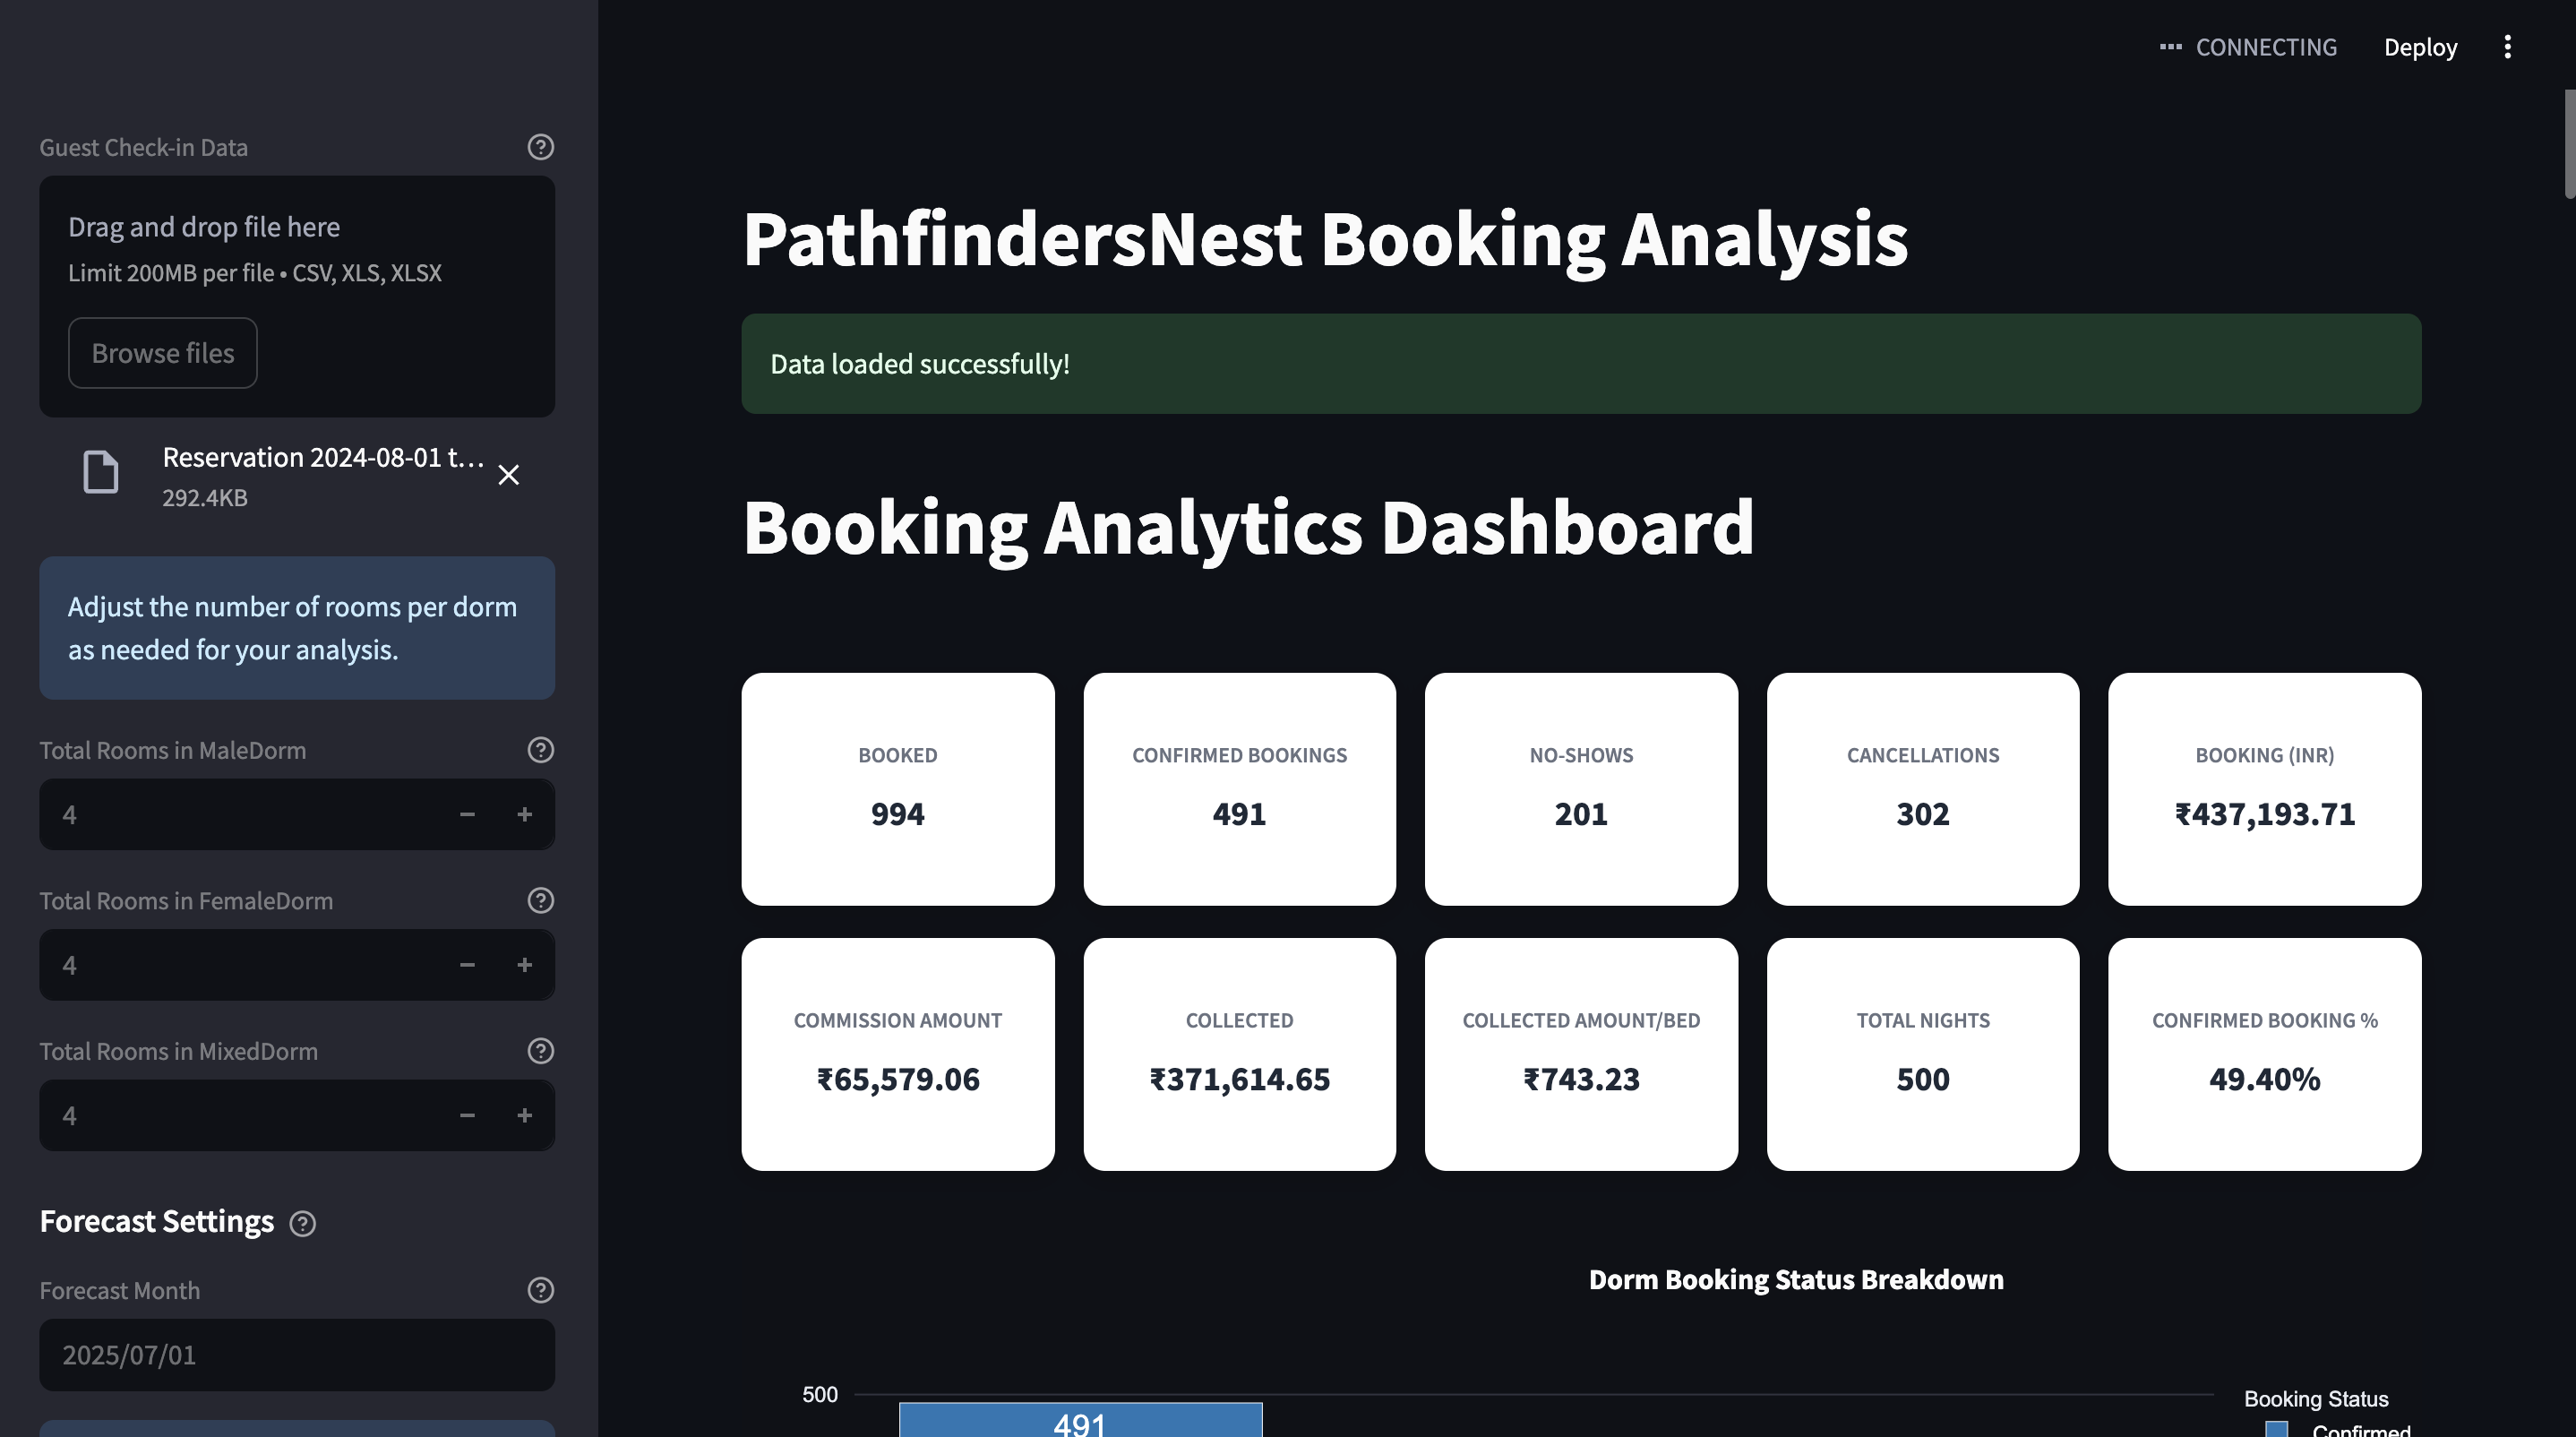 CONNECTING
Deploy
Guest Check-in Data
Drag and drop file here
Limit 200MB per file • CSV, XLS, XLSX
Browse files
Reservation 2024-08-01 t...
292.4KB
Adjust the number of rooms per dorm
as needed for your analysis.
Total Rooms in MaleDorm
4
Total Rooms in FemaleDorm
4
Total Rooms in MixedDorm
4
Forecast Settings
Forecast Month
2025/07/01
PathfindersNest Booking Analysis
Data loaded successfully!
Booking Analytics Dashboard
BOOKED
994
CONFIRMED BOOKINGS
491
NO-SHOWS
201
CANCELLATIONS
302
BOOKING (INR)
₹437,193.71
COMMISSION AMOUNT
₹65,579.06
COLLECTED
₹371,614.65
COLLECTED AMOUNT/BED
₹743.23
TOTAL NIGHTS
500
CONFIRMED BOOKING %
49.40%
Dorm Booking Status Breakdown
500
491
Booking Status
Confirmed